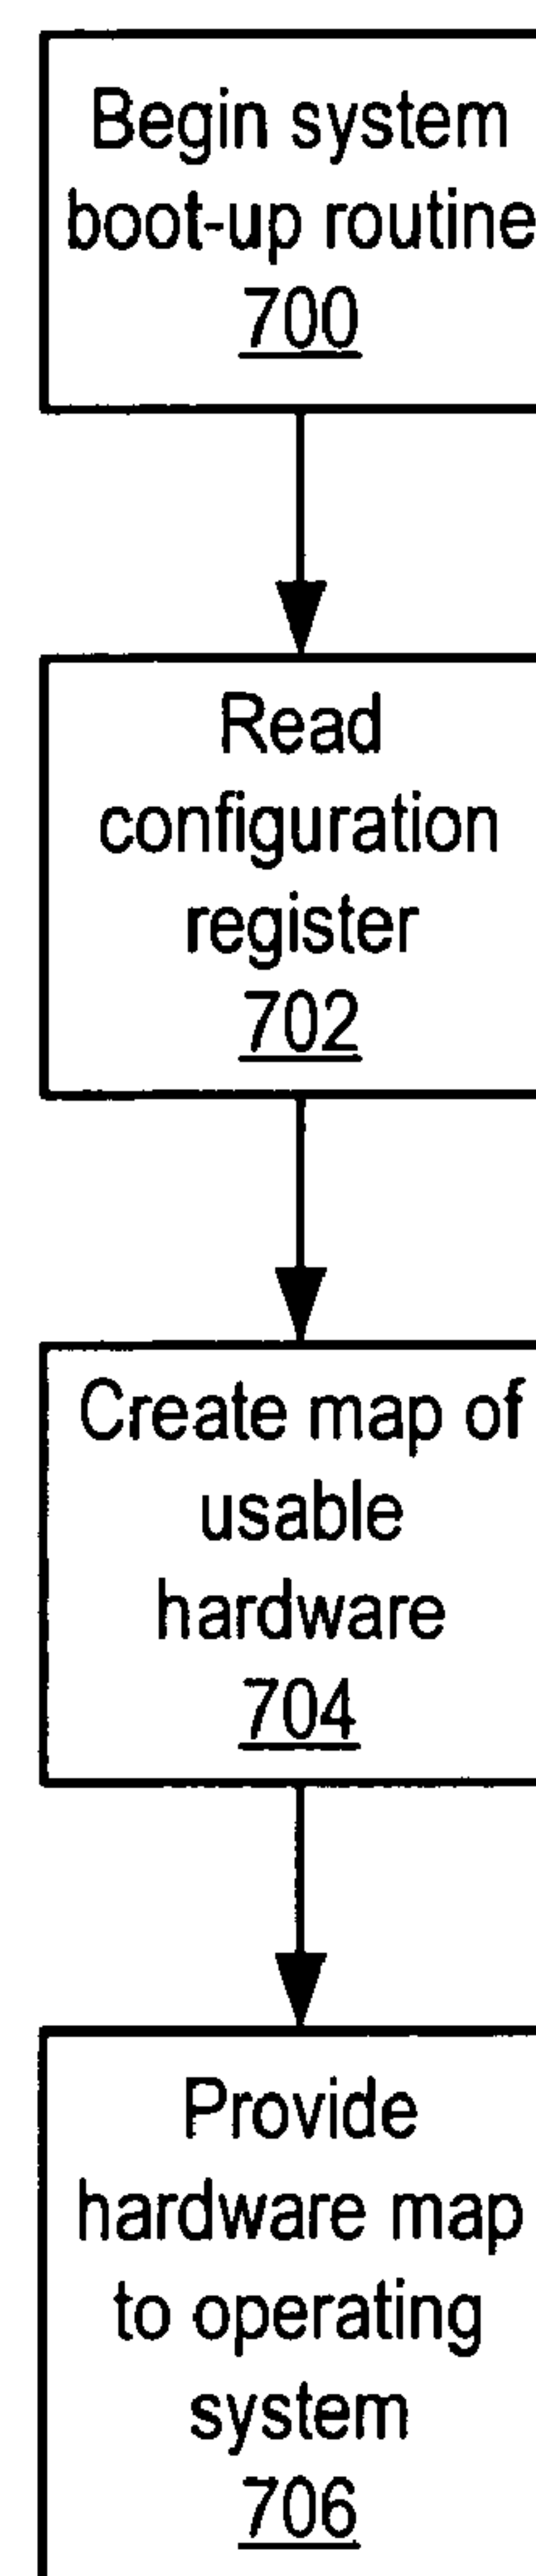 Begin system
boot-up routine
700
Read
configuration
register
702
Create map of
usable
hardware
704
Provide
hardware map
to operating
system
706